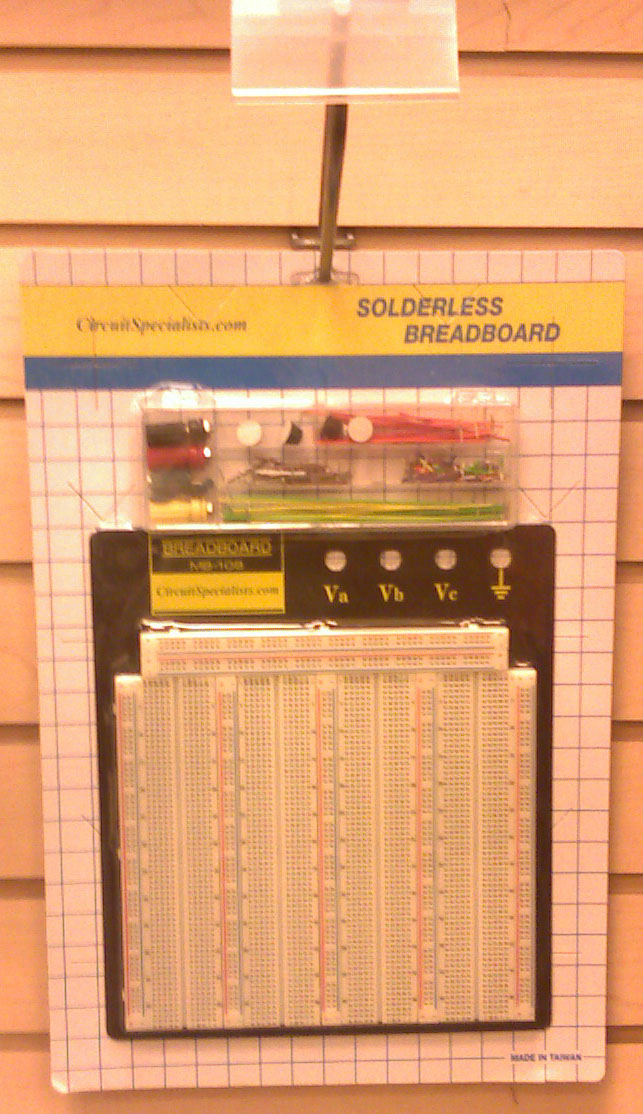 CircuitSpecialists.com
SOLDERLESS
BREADBOARD
BREADBOARD
MB-108
CircuitSpecialists.com
Va Vb Vc
MADE IN TAIWAN